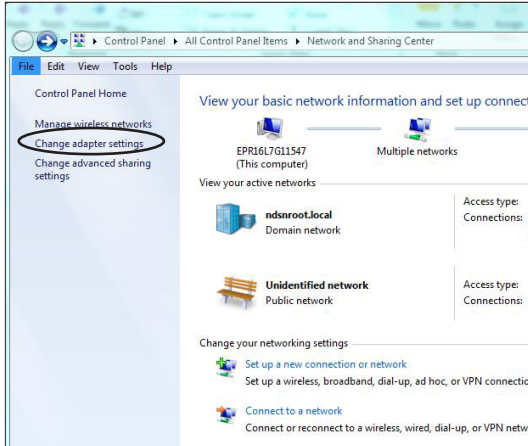 Control Panel ▸ All Control Panel Items ▸ Network and Sharing Center
File Edit View Tools Help
Control Panel Home
Manage wireless networks
Change adapter settings
Change advanced sharing
settings
View your basic network information and set up connect
EPR16L7G11547
(This computer)
Multiple networks
View your active networks
ndsnroot.local
Domain network
Access type:
Connections:
Unidentified network
Public network
Access type:
Connections:
Change your networking settings
Set up a new connection or network
Set up a wireless, broadband, dial-up, ad hoc, or VPN connectio
Connect to a network
Connect or reconnect to a wireless, wired, dial-up, or VPN netw